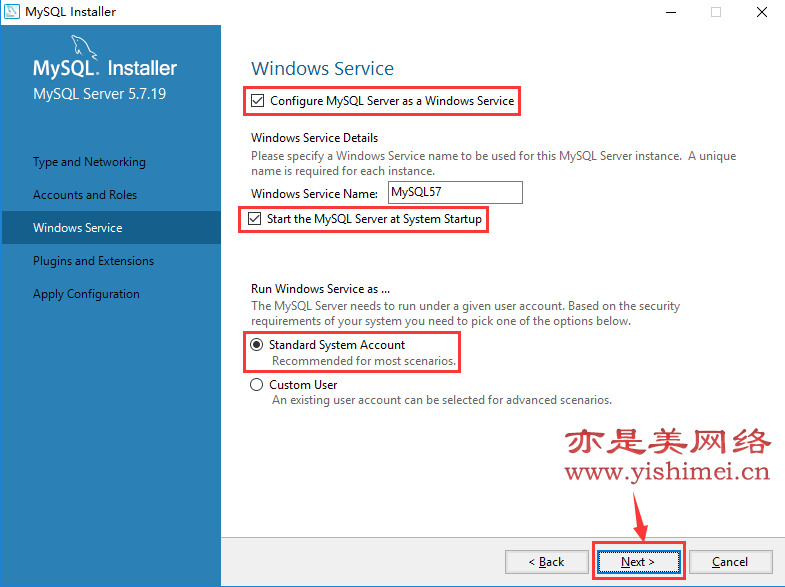 MySQL Installer
MySQL. Installer
MySQL Server 5.7.19
Type and Networking
Accounts and Roles
Windows Service
Plugins and Extensions
Apply Configuration
Windows Service
Configure MySQL Server as a Windows Service
Windows Service Details
Please specify a Windows Service name to be used for this MySQL Server instance. A unique
name is required for each instance.
Windows Service Name: MySQL57
Start the MySQL Server at System Startup
Run Windows Service as ...
The MySQL Server needs to run under a given user account. Based on the security
requirements of your system you need to pick one of the options below.
Standard System Account
Recommended for most scenarios.
Custom User
An existing user account can be selected for advanced scenarios.
亦是美网络
www.yishimei.cn
< Back Next > Cancel